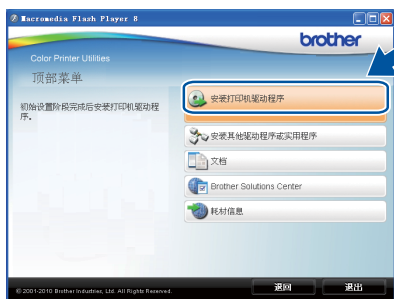 Macromedia Flash Player 8
brother
Color Printer Utilities
顶部菜单
初始设置阶段完成后安装打印机驱动程
序。
安装打印机驱动程序
安装其他驱动程序或实用程序
文档
Brother Solutions Center
耗材信息
© 2001-2010 Brother Industries, Ltd. All Rights Reserved.
返回
退出